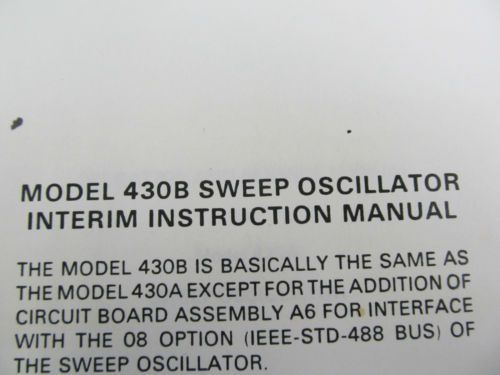 MODEL 430B SWEEP OSCILLATOR
INTERIM INSTRUCTION MANUAL
THE MODEL 430B IS BASICALLY THE SAME AS
THE MODEL 430A EXCEPT FOR THE ADDITION OF
CIRCUIT BOARD ASSEMBLY A6 FOR INTERFACE
WITH THE 08 OPTION (IEEE-STD-488 BUS) OF
THE SWEEP OSCILLATOR.